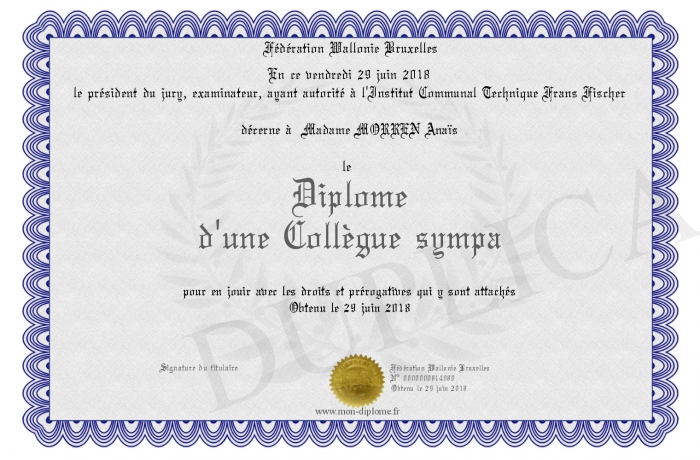 Fédération Wallonie Bruxelles
En ce vendredi 29 juin 2018
le président du jury, examinateur, ayant autorité à l'Institut Communal Technique Frans Fischer
décerne à Madame MORREN Anaïs
le
Diplome
d'une Collègue sympa
pour en jouir avec les droits et prérogatives qui y sont attachés
Obtenu le 29 juin 2018
Signature du titulaire
Fédération Wallonie Bruxelles
Obtenu le 29 juin 2018
www.mon-diplome.fr
DUPLICA